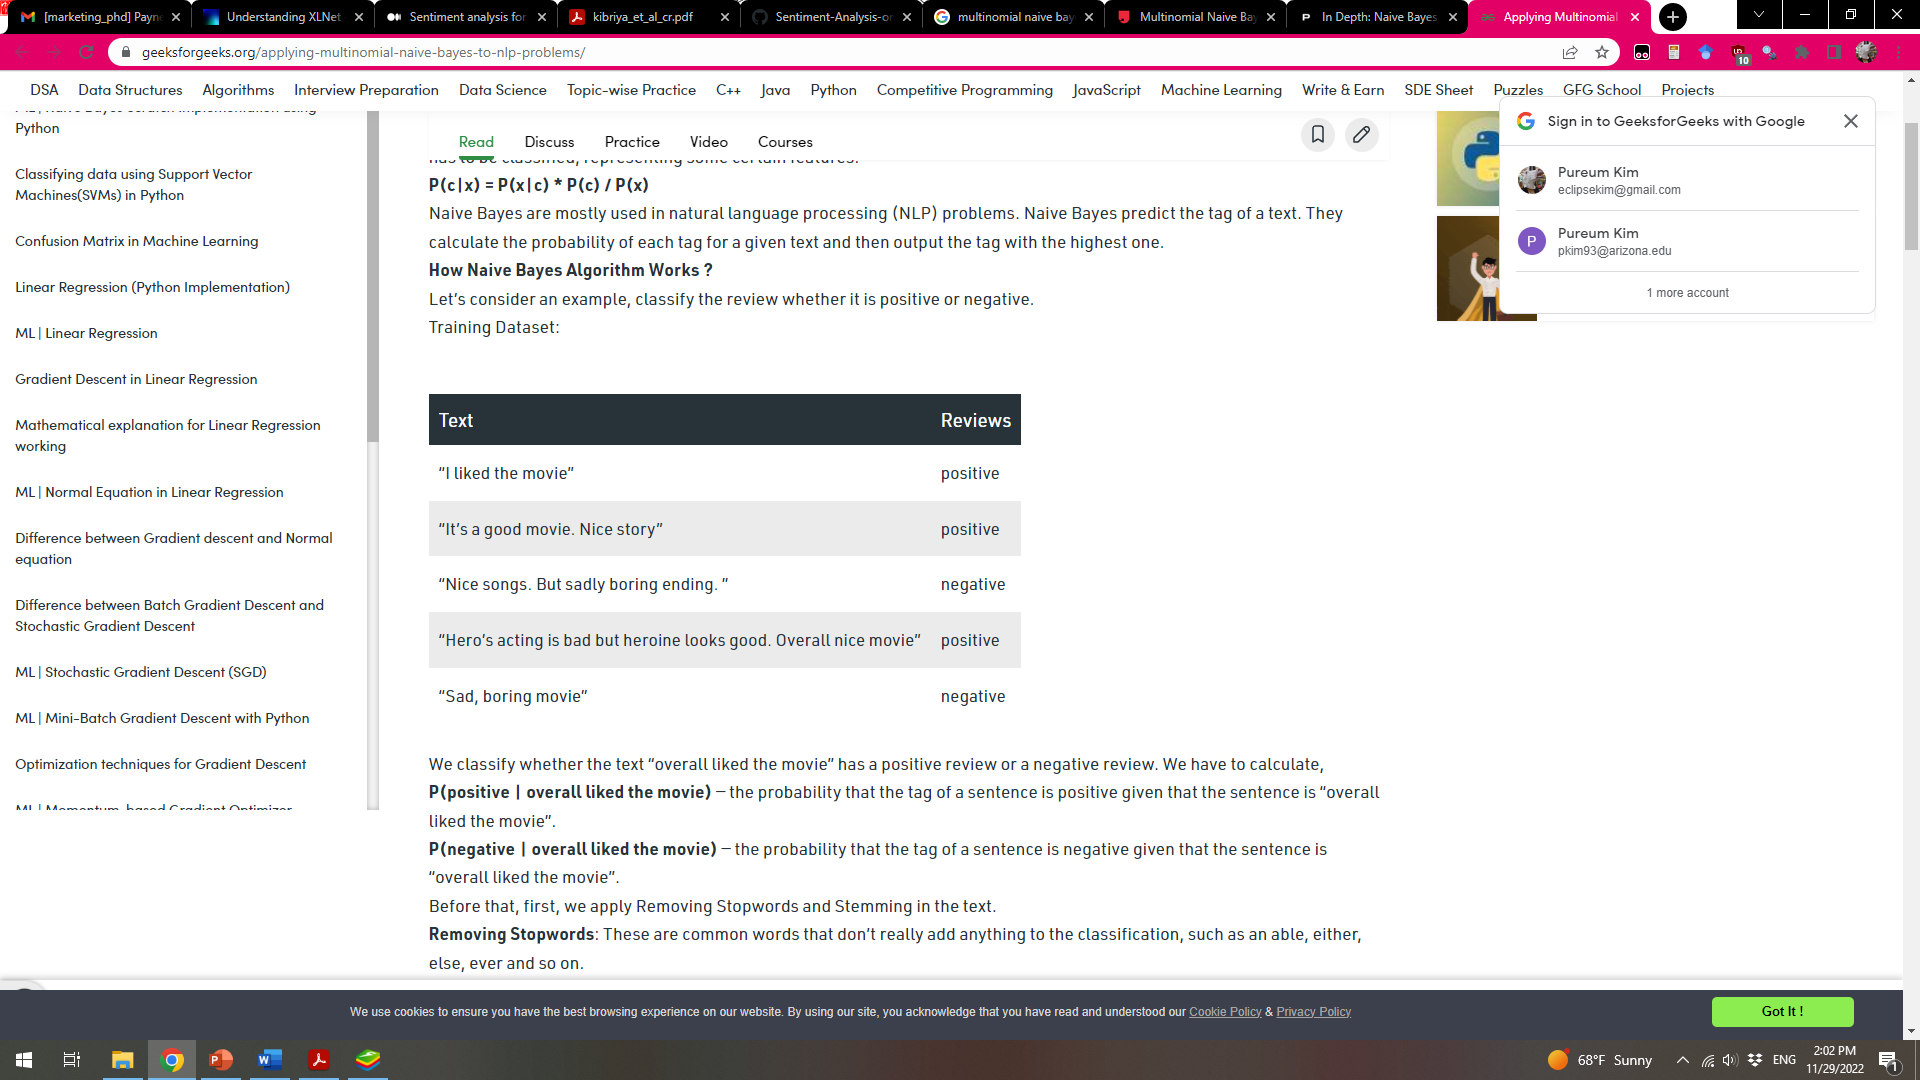 [marketing_phd] Payn
Understanding XLNet
Sentiment analysis for
kibriya_et_al_cr.pdf
Sentiment-Analysis-or
multinomial naive bay
Multinomial Naive Bay
In Depth: Naive Bayes
Applying Multinomial
geeksforgeeks.org/applying-multinomial-naive-bayes-to-nlp-problems/
10
DSA Data Structures Algorithms Interview Preparation Data Science Topic-wise Practice C++ Java Python Competitive Programming JavaScript Machine Learning Write & Earn SDE Sheet Puzzles GFG School Projects
Python
Classifying data using Support Vector
Machines(SVMs) in Python
Confusion Matrix in Machine Learning
Linear Regression (Python Implementation)
ML | Linear Regression
Gradient Descent in Linear Regression
Mathematical explanation for Linear Regression
working
ML | Normal Equation in Linear Regression
Difference between Gradient descent and Normal
equation
Difference between Batch Gradient Descent and
Stochastic Gradient Descent
ML | Stochastic Gradient Descent (SGD)
ML | Mini-Batch Gradient Descent with Python
Optimization techniques for Gradient Descent
ML | Momentum-based Gradient Optimizer
Read Discuss Practice Video Courses
has to be classified, representing some certain features.
P(c|x) = P(x|c) * P(c) / P(x)
Naive Bayes are mostly used in natural language processing (NLP) problems. Naive Bayes predict the tag of a text. They
calculate the probability of each tag for a given text and then output the tag with the highest one.
How Naive Bayes Algorithm Works ?
Let’s consider an example, classify the review whether it is positive or negative.
Training Dataset:
Text Reviews
“I liked the movie” positive
“It’s a good movie. Nice story” positive
“Nice songs. But sadly boring ending. ” negative
“Hero’s acting is bad but heroine looks good. Overall nice movie” positive
“Sad, boring movie” negative
We classify whether the text “overall liked the movie” has a positive review or a negative review. We have to calculate,
P(positive | overall liked the movie) — the probability that the tag of a sentence is positive given that the sentence is “overall
liked the movie”.
P(negative | overall liked the movie) — the probability that the tag of a sentence is negative given that the sentence is
“overall liked the movie”.
Before that, first, we apply Removing Stopwords and Stemming in the text.
Removing Stopwords: These are common words that don’t really add anything to the classification, such as an able, either,
else, ever and so on.
Sign in to GeeksforGeeks with Google
Pureum Kim
eclipsekim@gmail.com
P
Pureum Kim
pkim93@arizona.edu
1 more account
We use cookies to ensure you have the best browsing experience on our website. By using our site, you acknowledge that you have read and understood our Cookie Policy & Privacy Policy
Got It !
68°F Sunny
ENG
2:02 PM
11/29/2022
1